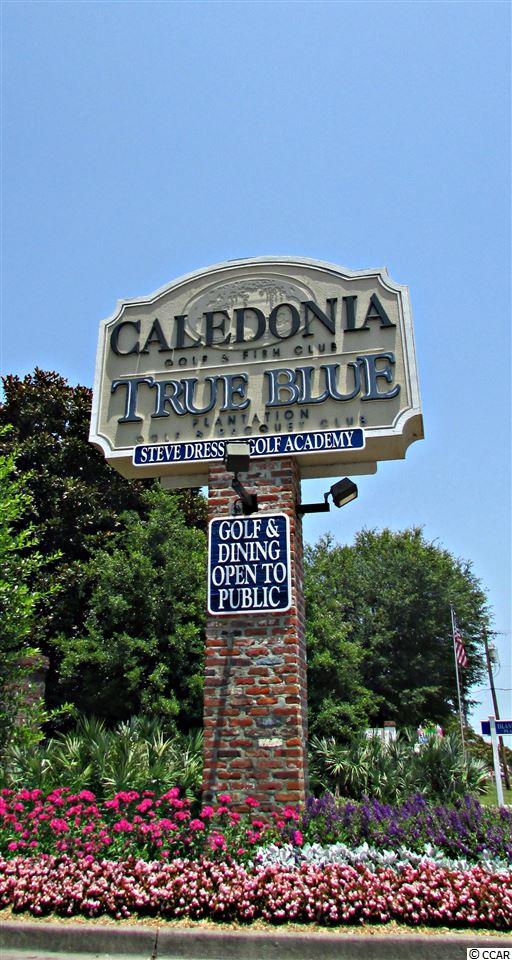 CALEDONIA
GOLF & FISH CLUB
TRUE BLUE
PLANTATION
GOLF & RACQUET CLUB
STEVE DRESSER GOLF ACADEMY
GOLF &
DINING
OPEN TO
PUBLIC
© CCAR